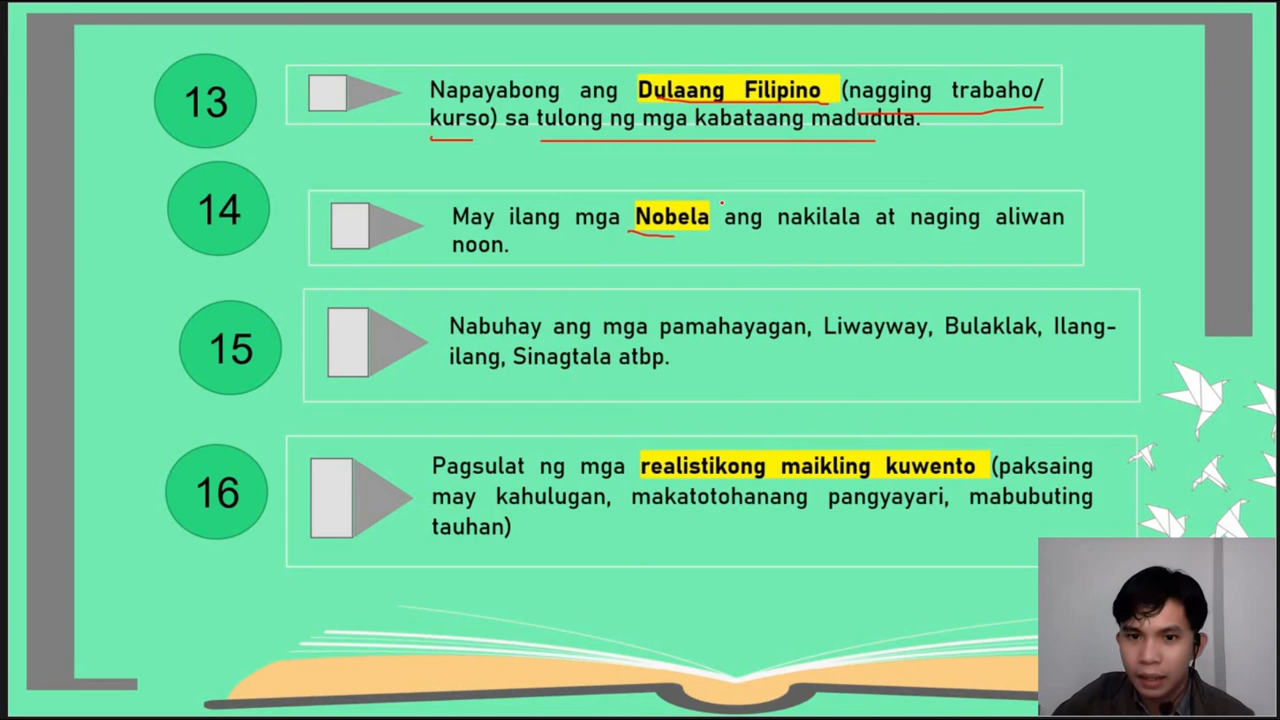 13
Napayabong ang Dulaang Filipino (nagging trabaho/
kurso) sa tulong ng mga kabataang madudula.
14
May ilang mga Nobela ang nakilala at naging aliwan
noon.
15
Nabuhay ang mga pamahayagan, Liwayway, Bulaklak, Ilang-
ilang, Sinagtala atbp.
16
Pagsulat ng mga realistikong maikling kuwento (paksaing
may kahulugan, makatotohanang pangyayari, mabubuting
tauhan)